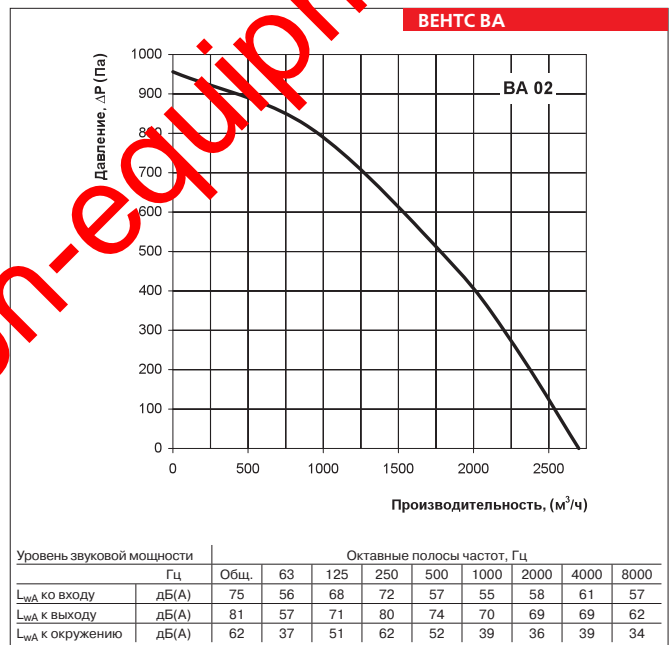 ВЕНТС ВА
ВА 02
Давление, ΔP (Па)
1000
900
800
700
600
500
400
300
200
100
0
0 500 1000 1500 2000 2500
Производительность, (м³/ч)
Уровень звуковой мощности Октавные полосы частот, Гц
Гц Общ. 63 125 250 500 1000 2000 4000 8000
LwA ко входу дБ(А) 75 56 68 72 57 55 58 61 57
LwA к выходу дБ(А) 81 57 71 80 74 70 69 69 62
LwA к окружению дБ(А) 62 37 51 62 52 39 36 39 34
n-equipm